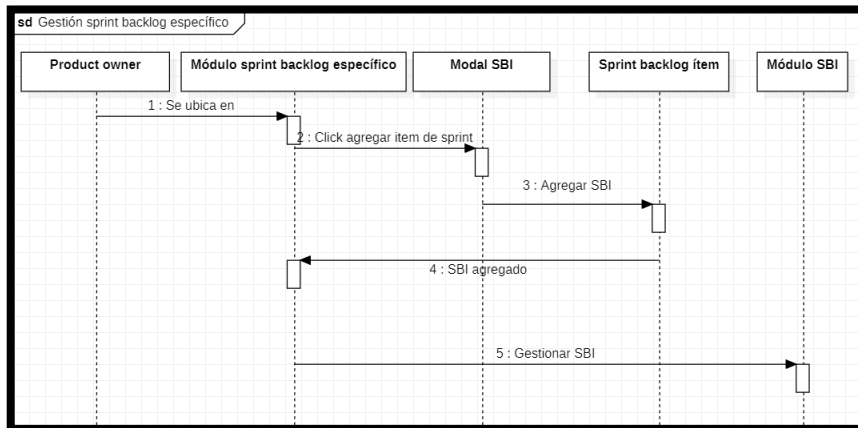 sd Gestión sprint backlog específico
Product owner
Módulo sprint backlog específico
Modal SBI
Sprint backlog ítem
Módulo SBI
1 : Se ubica en
2 : Click agregar item de sprint
3 : Agregar SBI
4 : SBI agregado
5 : Gestionar SBI